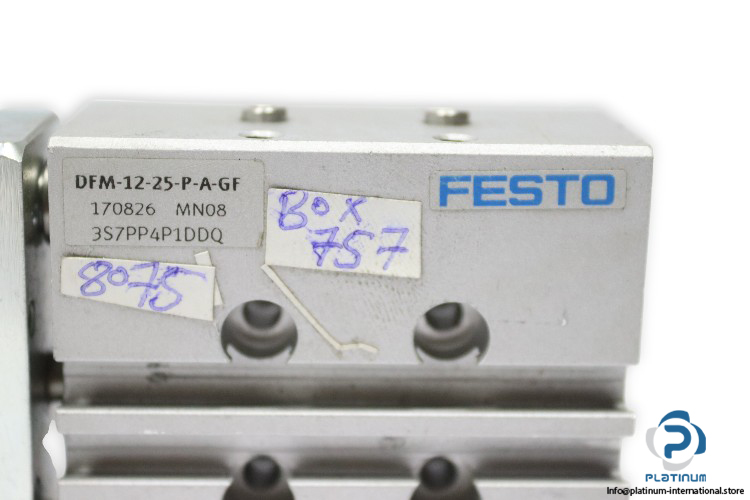 DFM-12-25-P-A-GF
170826 MN08
3S7PP4P1DDQ
8075
BOX
757
FESTO
PLATINUM
Info@platinum-international.store